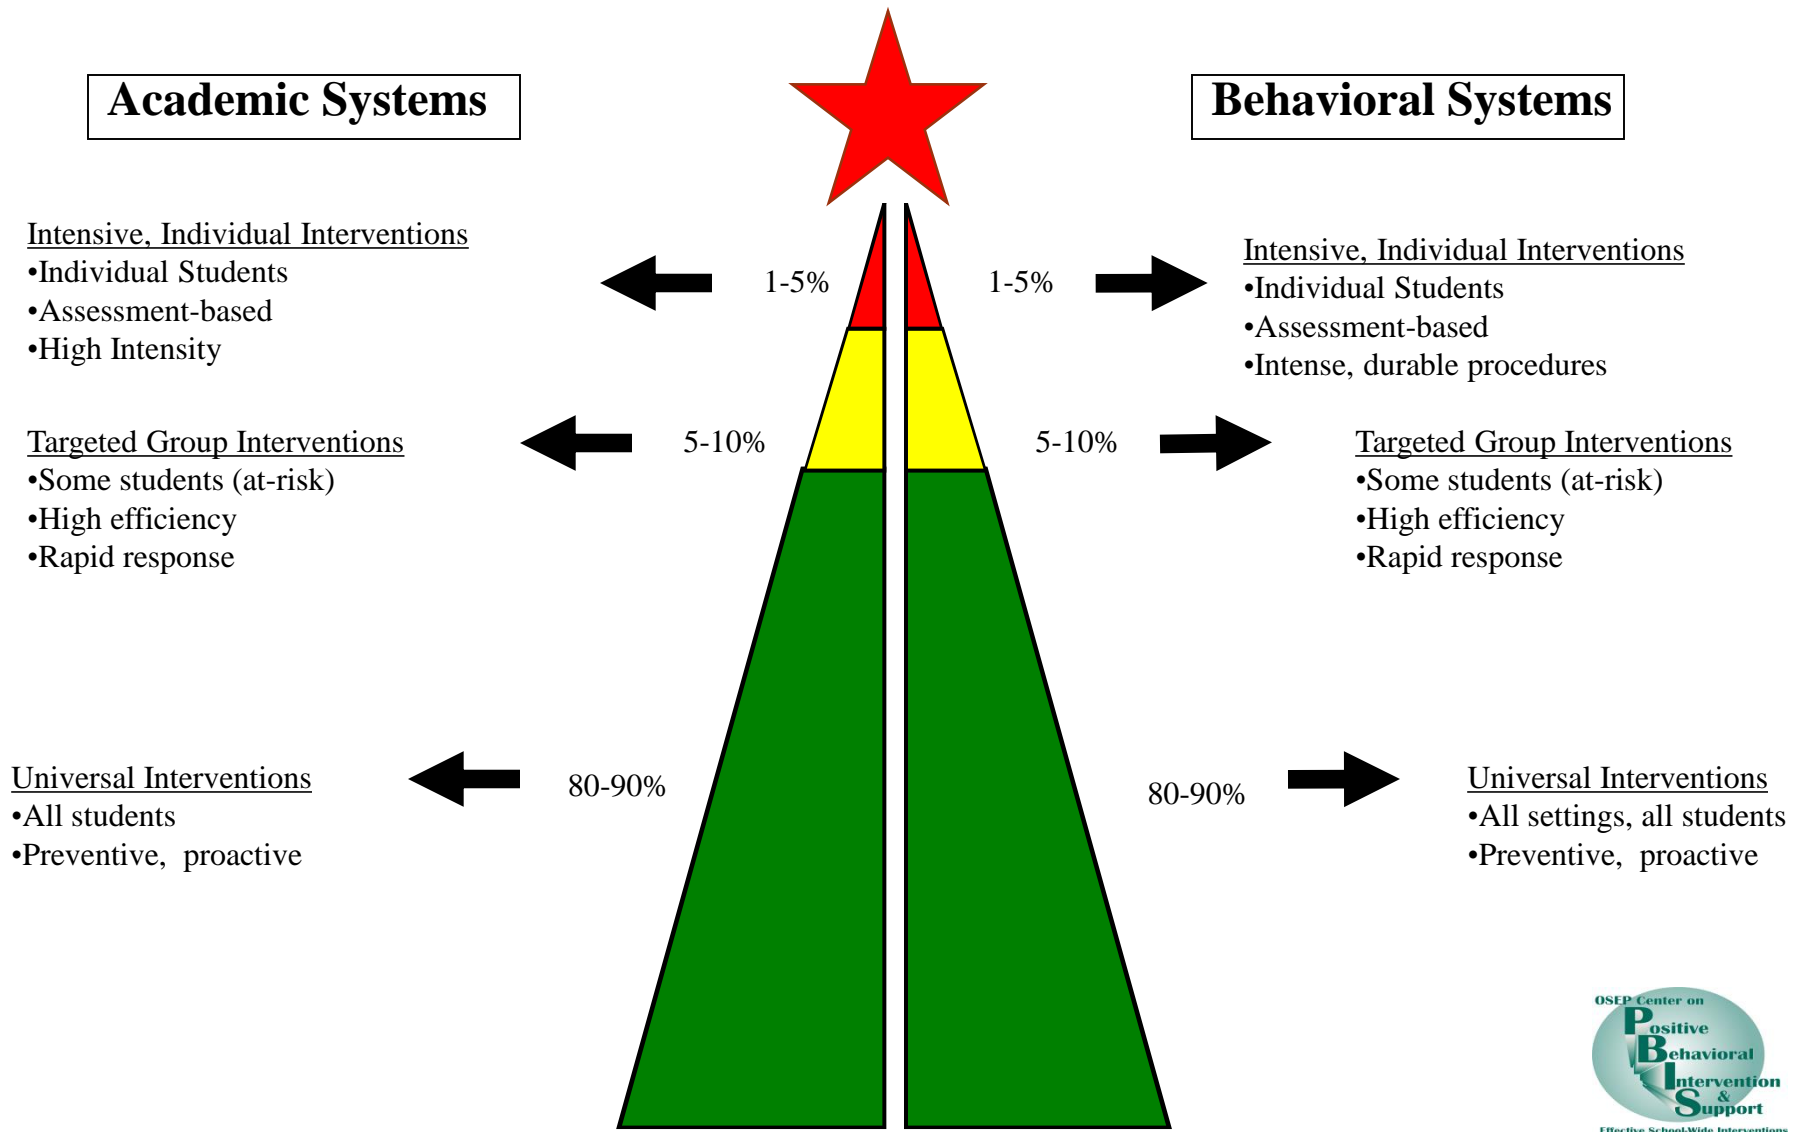 Academic Systems
Behavioral Systems
Intensive, Individual Interventions
•Individual Students
•Assessment-based
•High Intensity
1-5%
1-5%
Intensive, Individual Interventions
•Individual Students
•Assessment-based
•Intense, durable procedures
Targeted Group Interventions
•Some students (at-risk)
•High efficiency
•Rapid response
5-10%
5-10%
Targeted Group Interventions
•Some students (at-risk)
•High efficiency
•Rapid response
Universal Interventions
•All students
•Preventive, proactive
80-90%
80-90%
Universal Interventions
•All settings, all students
•Preventive, proactive
OSEP Center on
Positive
Behavioral
Intervention
&
Support
Effective School-Wide Interventions